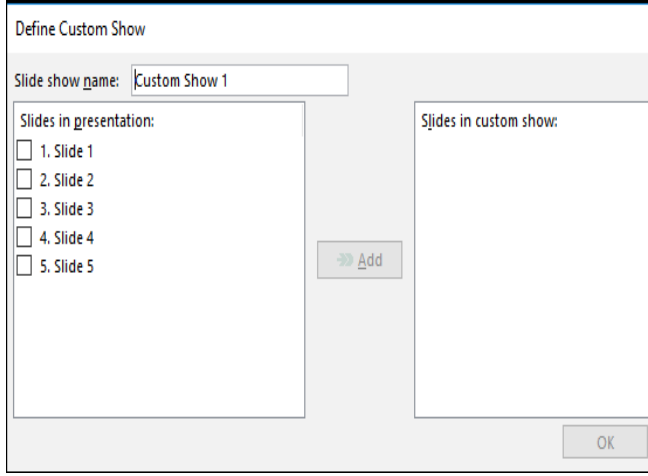 Define Custom Show
Slide show name: Custom Show 1
Slides in presentation:
1. Slide 1
2. Slide 2
3. Slide 3
4. Slide 4
5. Slide 5
Add
Slides in custom show:
OK